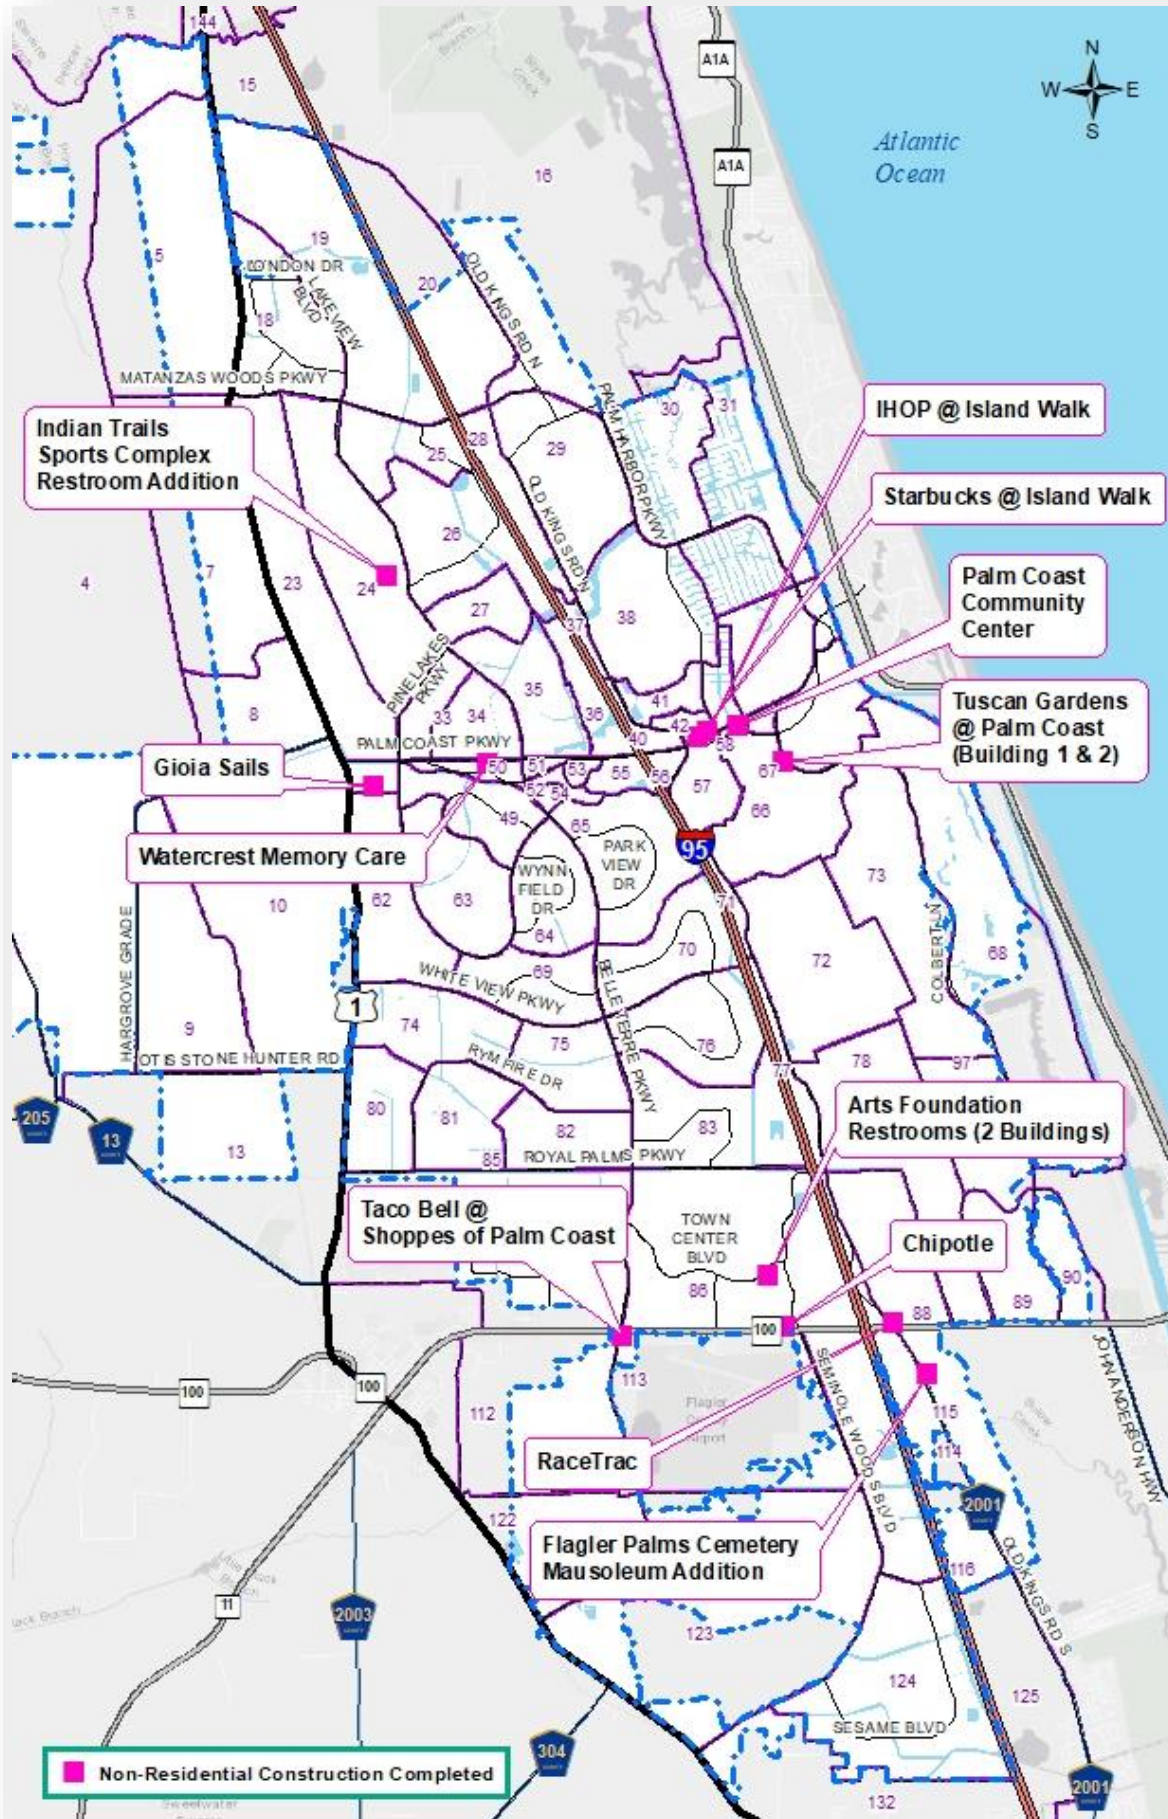 144
15
A1A
N
W E
S
Atlantic
Ocean
A1A
16
5
19
LONDON DR
20
OLD KINGS RD N
LAKEVIEW
BLVD
18
MATANZAS WOODS PKWY
PALM HARBOR PKWY
30
31
IHOP @ Island Walk
Indian Trails
Sports Complex
Restroom Addition
25
28
29
Starbucks @ Island Walk
OLD KINGS RD N
26
4
7
23
24
27
37
38
Palm Coast
Community
Center
PINE LAKES
PKWY
35
41
8
33
34
36
42
40
58
PALM COAST PKWY
Tuscan Gardens
@ Palm Coast
(Building 1 & 2)
Gioia Sails
50
51
53
55
56
57
67
52
54
49
66
65
95
Watercrest Memory Care
PARK
VIEW
DR
WYNN
FIELD
DR
73
10
62
63
71
64
70
72
COLBERT LN
68
HARGROVE GRADE
69
WHITE VIEW PKWY
BELLE TERRE PKWY
1
9
74
75
76
78
97
OTIS STONE HUNTER RD
RYMFIRE DR
77
205
13
80
81
82
83
Arts Foundation
Restrooms (2 Buildings)
13
85
ROYAL PALMS PKWY
Taco Bell @
Shoppes of Palm Coast
TOWN
CENTER
BLVD
Chipotle
86
90
88
89
100
JOHN ANDERSON HWY
SEMINOLE WOODS BLVD
100
100
113
Flagler
County
Airport
112
115
114
RaceTrac
2001
122
Flagler Palms Cemetery
Mausoleum Addition
116
OLD KINGS RD S
11
2003
123
124
125
SESAME BLVD
304
2001
132
Non-Residential Construction Completed
Sweetwater